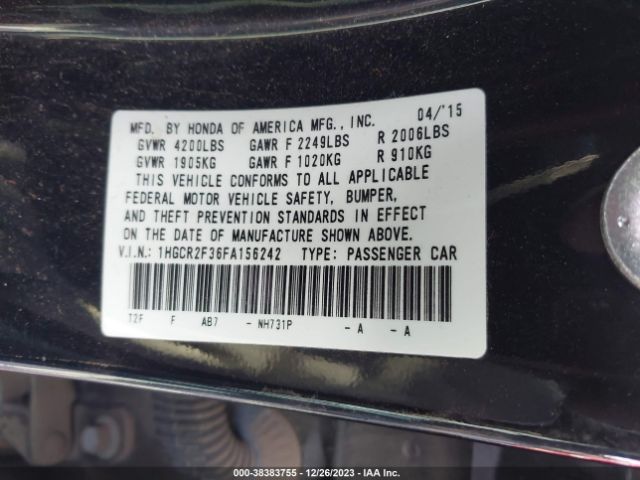 MFD. BY HONDA OF AMERICA MFG., INC. 04/'15
GVWR 4200LBS GAWR F 2249LBS R 2006LBS
GVWR 1905KG GAWR F 1020KG R 910KG
THIS VEHICLE CONFORMS TO ALL APPLICABLE
FEDERAL MOTOR VEHICLE SAFETY, BUMPER,
AND THEFT PREVENTION STANDARDS IN EFFECT
ON THE DATE OF MANUFACTURE SHOWN ABOVE.
V.I.N.: 1HGCR2F36FA156242 TYPE: PASSENGER CAR
T2F F AB7 - NH731P - A - A
000-38383755 - 12/26/2023 - IAA Inc.